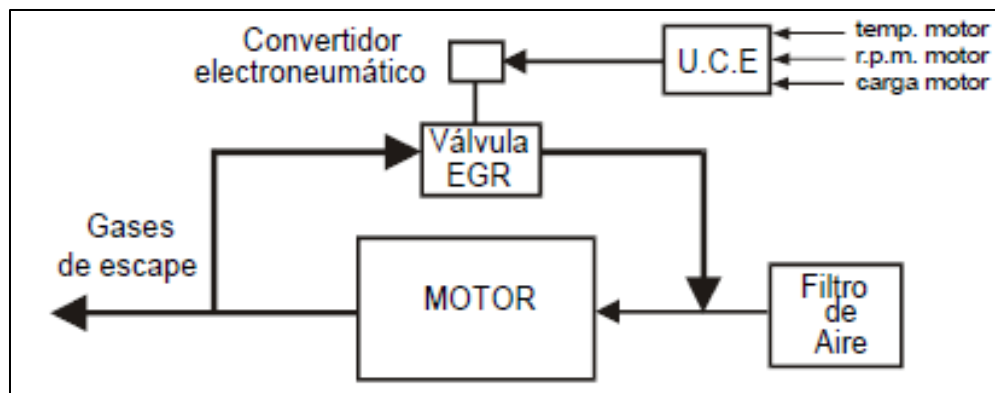 Convertidor
electroneumático
U.C.E
temp. motor
r.p.m. motor
carga motor
Válvula
EGR
Gases
de escape
MOTOR
Filtro
de
Aire